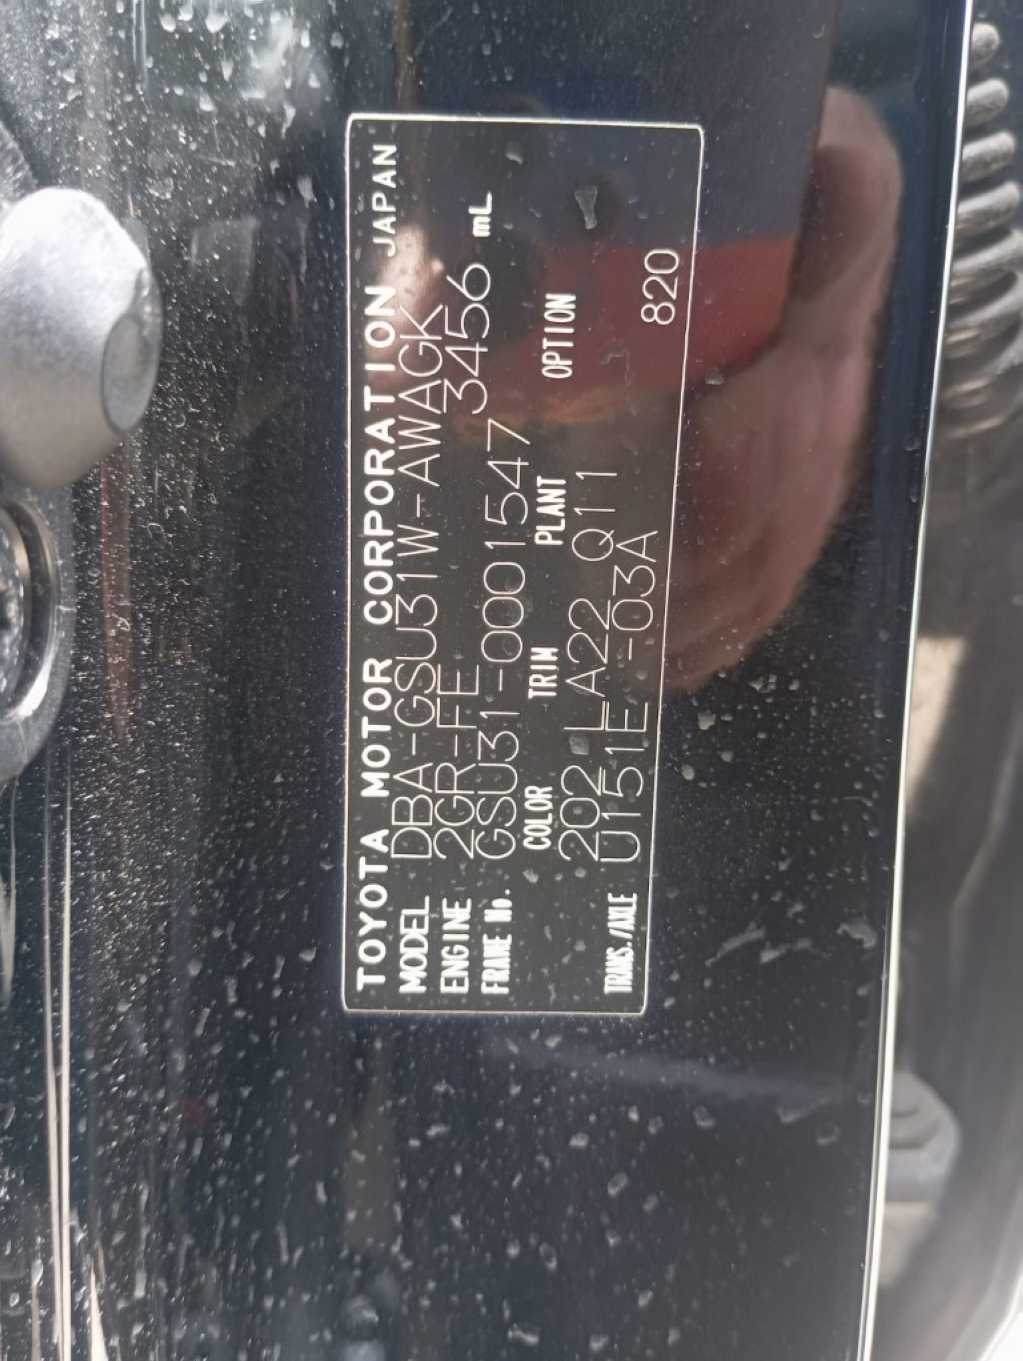 TOYOTA MOTOR CORPORATION JAPAN
MODEL DBA-GSU31W-AWAGK
ENGINE 2GR-FE 3456 mL
FRAME No. GSU31-0001547
COLOR TRIM PLANT OPTION
202 LA22 Q11
TRANS./AXLE U151E-03A 820